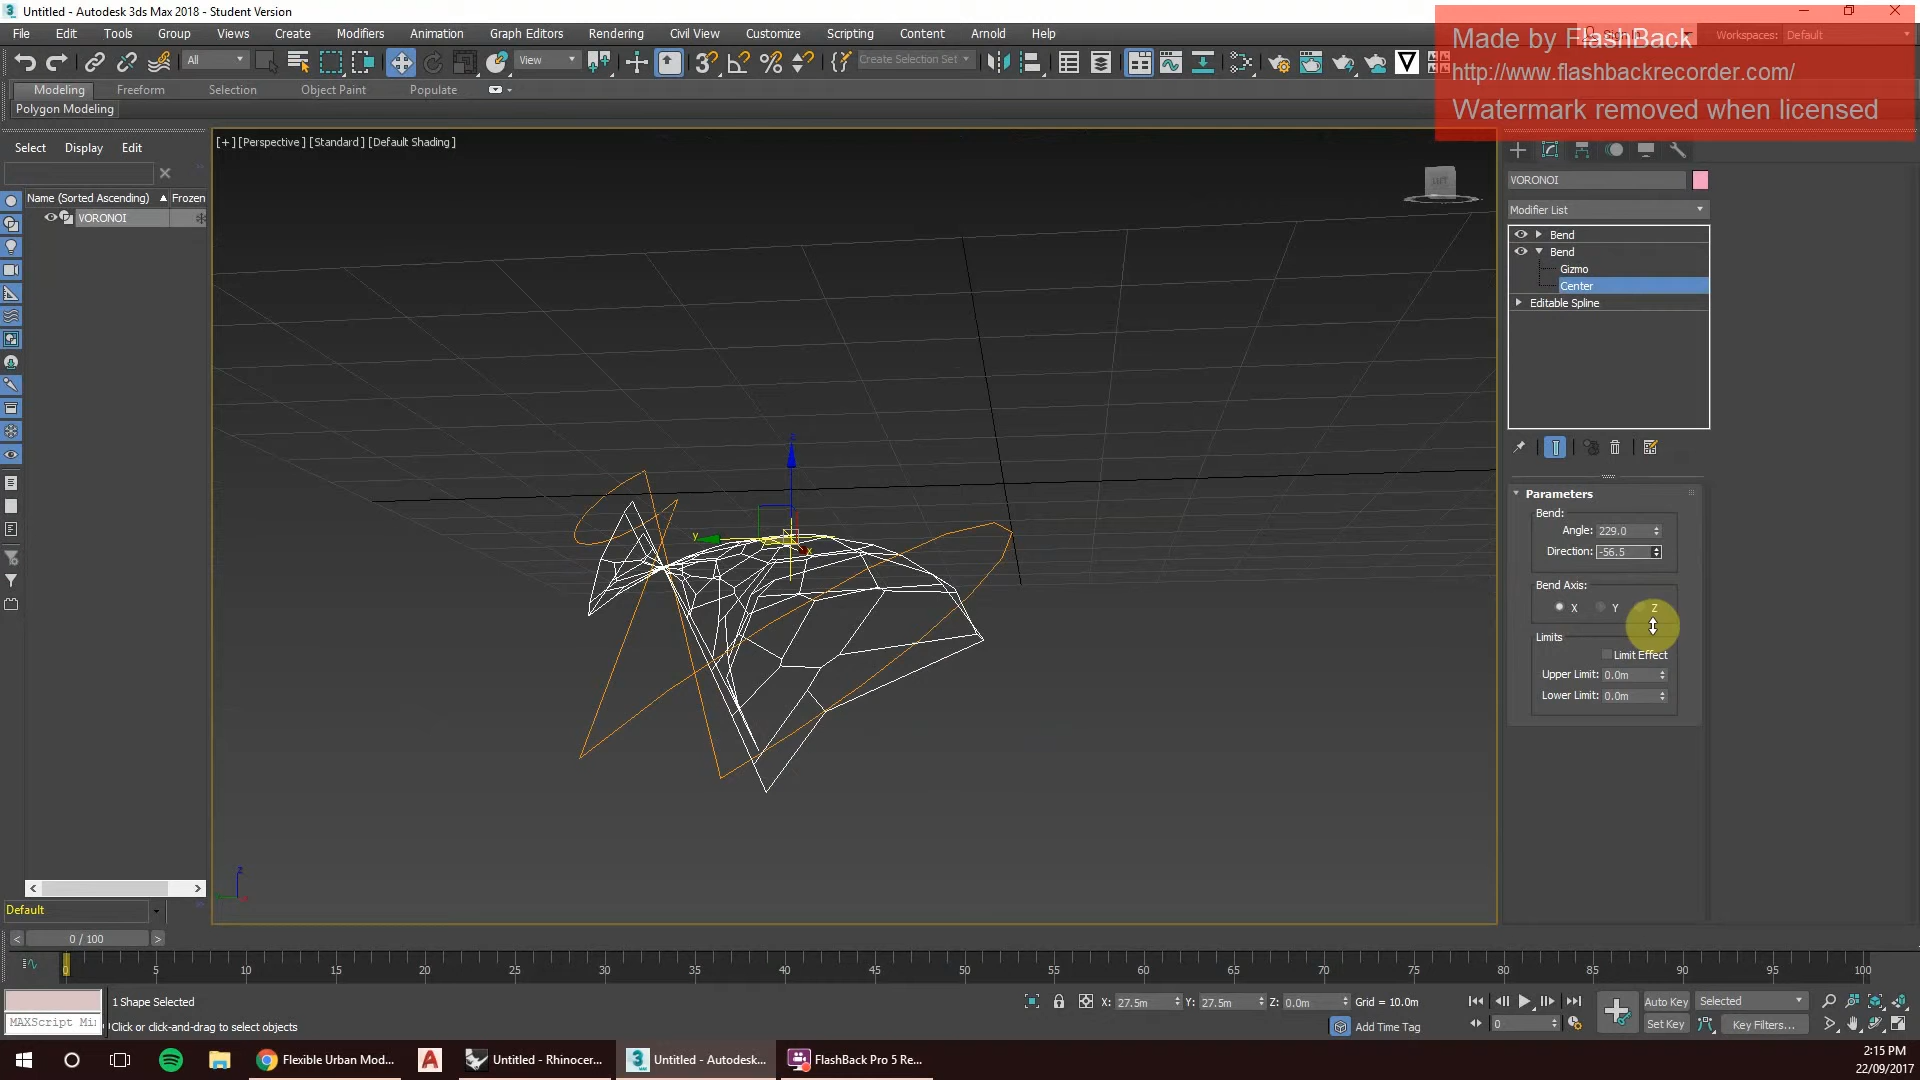 Untitled - Autodesk 3ds Max 2018 - Student Version
File Edit Tools Group Views Create Modifiers Animation Graph Editors Rendering Civil View Customize Scripting Content Arnold Help
Workspaces: Default
Made by FlashBack
http://www.flashbackrecorder.com/
Watermark removed when licensed
All
View
Create Selection Set
Modeling Freeform Selection Object Paint Populate
Polygon Modeling
Select Display Edit
Name (Sorted Ascending) Frozen
VORONOI
[+] [Perspective] [Standard] [Default Shading]
VORONOI
Modifier List
Bend
Bend
Gizmo
Center
Editable Spline
Parameters
Bend:
Angle: 229.0
Direction: -56.5
Bend Axis:
X Y Z
Limits
Limit Effect
Upper Limit: 0.0m
Lower Limit: 0.0m
z
y
x
z
Default
0 / 100
0 5 10 15 20 25 30 35 40 45 50 55 60 65 70 75 80 85 90 95 100
1 Shape Selected
X: 27.5m Y: 27.5m Z: 0.0m Grid = 10.0m
Auto Key Selected
MAXScript Mi
Click or click-and-drag to select objects
Add Time Tag
0
Set Key Key Filters...
Flexible Urban Mod...
Untitled - Rhinocer...
Untitled - Autodesk...
FlashBack Pro 5 Re...
2:15 PM
22/09/2017